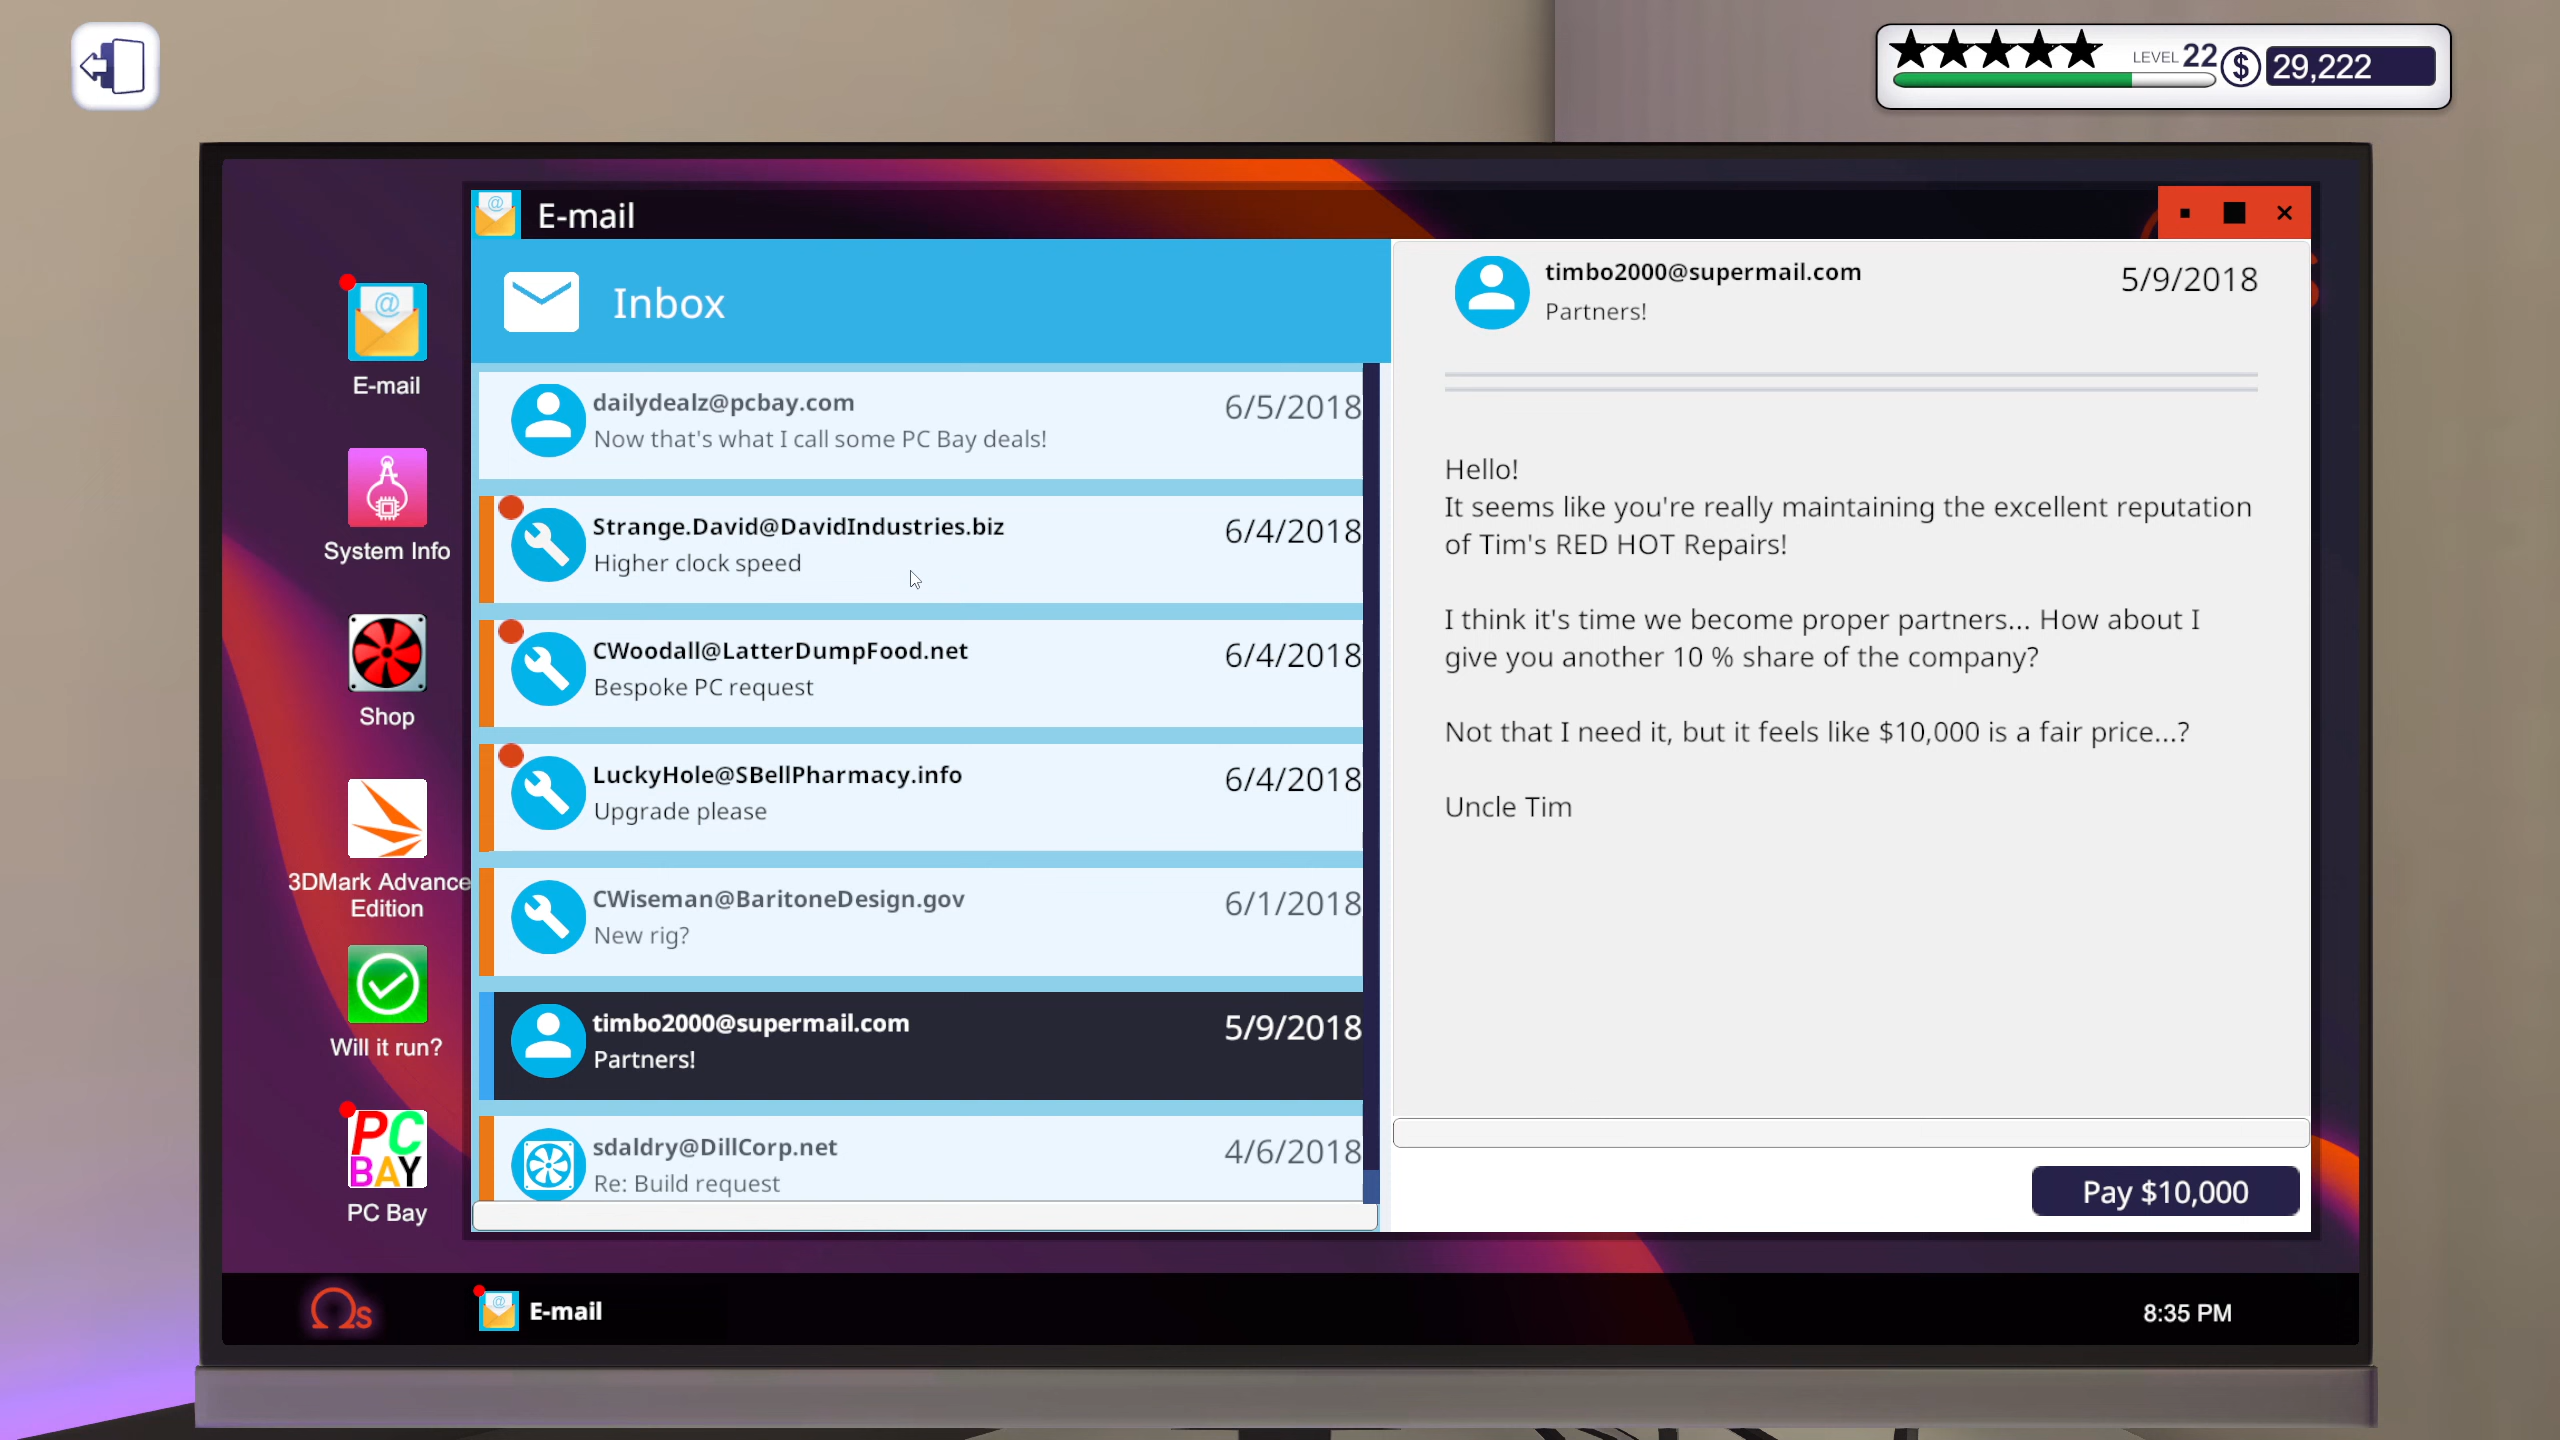 LEVEL 22
$ 29,222
E-mail
Inbox
dailydealz@pcbay.com
6/5/2018
Now that's what I call some PC Bay deals!
Strange.David@DavidIndustries.biz
6/4/2018
Higher clock speed
CWoodall@LatterDumpFood.net
6/4/2018
Bespoke PC request
LuckyHole@SBellPharmacy.info
6/4/2018
Upgrade please
CWiseman@BaritoneDesign.gov
6/1/2018
New rig?
timbo2000@supermail.com
5/9/2018
Partners!
sdaldry@DillCorp.net
4/6/2018
Re: Build request
timbo2000@supermail.com
5/9/2018
Partners!
Hello!
It seems like you're really maintaining the excellent reputation
of Tim's RED HOT Repairs!
I think it's time we become proper partners... How about I
give you another 10 % share of the company?
Not that I need it, but it feels like $10,000 is a fair price...?
Uncle Tim
Pay $10,000
E-mail
System Info
Shop
3DMark Advance
Edition
Will it run?
PC
BAY
PC Bay
Ωs
E-mail
8:35 PM